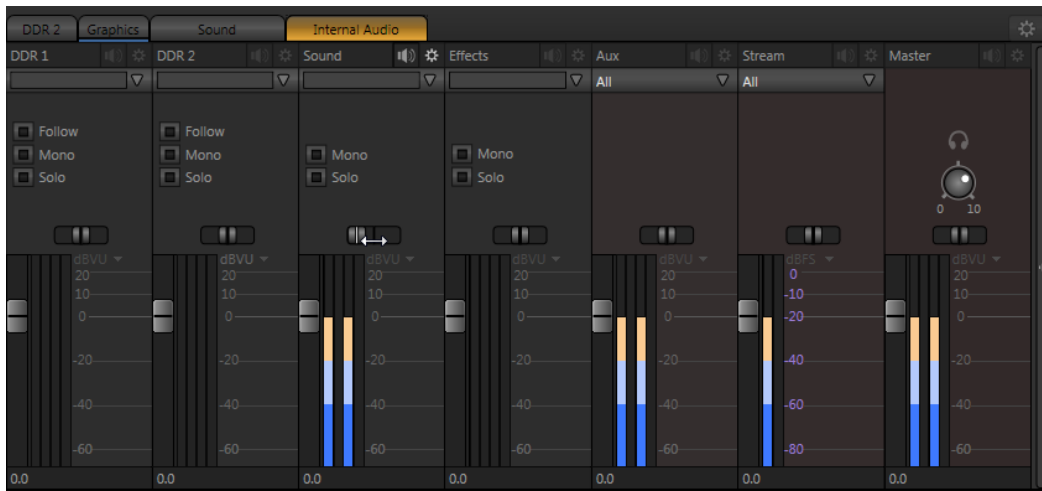 DDR 2 Graphics Sound Internal Audio
DDR 1 DDR 2 Sound Effects Aux Stream Master
All All
Follow Follow
Mono Mono Mono Mono
Solo Solo Solo Solo
0 10
dBVU dBVU dBVU dBVU dBVU dBFS dBVU
20 20 20 20 20 0 20
10 10 10 10 10 -10 10
0 0 0 0 0 -20 0
-20 -20 -20 -20 -20 -40 -20
-40 -40 -40 -40 -40 -60 -40
-60 -60 -60 -60 -60 -80 -60
0.0 0.0 0.0 0.0 0.0 0.0 0.0